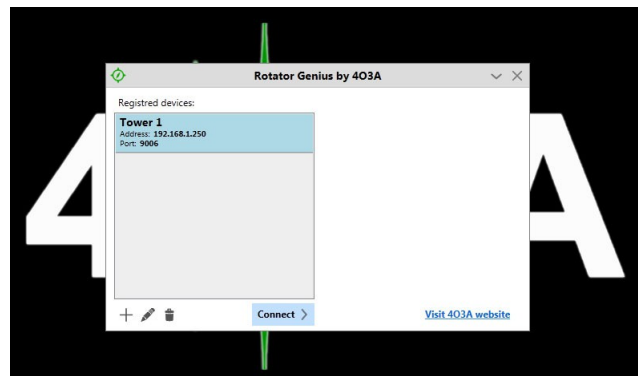 Rotator Genius by 4O3A
Registred devices:
Tower 1
Address: 192.168.1.250
Port: 9006
Connect
Visit 4O3A website
4 A